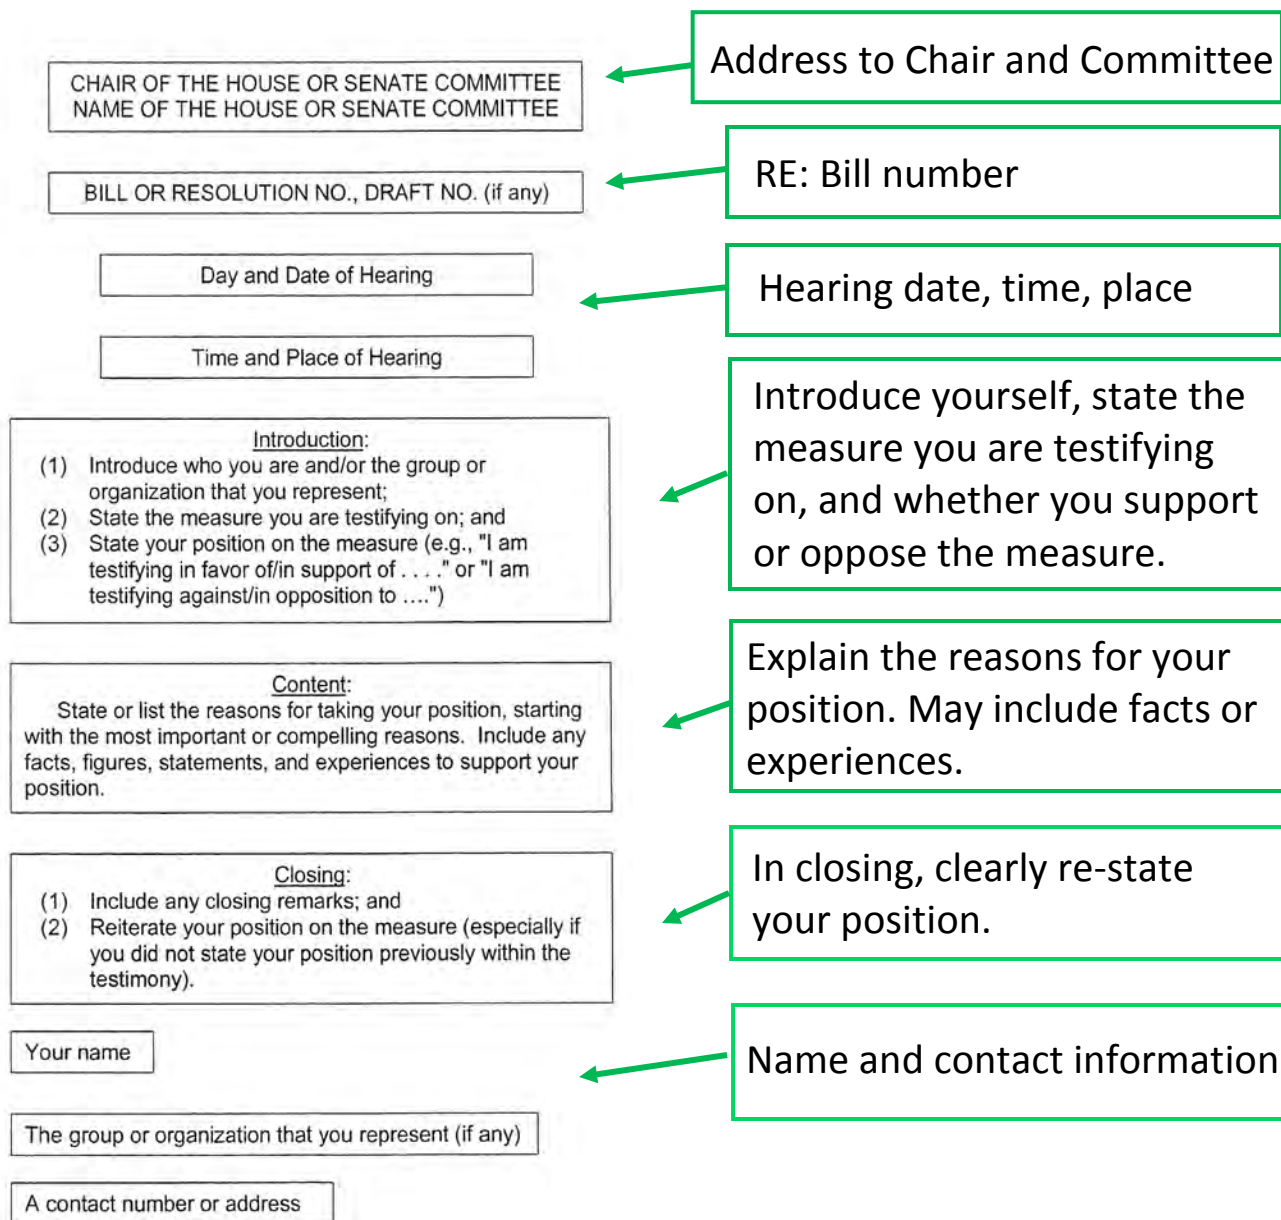 CHAIR OF THE HOUSE OR SENATE COMMITTEE
NAME OF THE HOUSE OR SENATE COMMITTEE
Address to Chair and Committee
BILL OR RESOLUTION NO., DRAFT NO. (if any)
RE: Bill number
Day and Date of Hearing
Time and Place of Hearing
Hearing date, time, place
Introduction:
(1) Introduce who you are and/or the group or
organization that you represent;
(2) State the measure you are testifying on; and
(3) State your position on the measure (e.g., "I am
testifying in favor of/in support of . . . ." or "I am
testifying against/in opposition to ....")
Introduce yourself, state the
measure you are testifying
on, and whether you support
or oppose the measure.
Content:
State or list the reasons for taking your position, starting
with the most important or compelling reasons. Include any
facts, figures, statements, and experiences to support your
position.
Explain the reasons for your
position. May include facts or
experiences.
Closing:
(1) Include any closing remarks; and
(2) Reiterate your position on the measure (especially if
you did not state your position previously within the
testimony).
In closing, clearly re-state
your position.
Your name
The group or organization that you represent (if any)
A contact number or address
Name and contact information